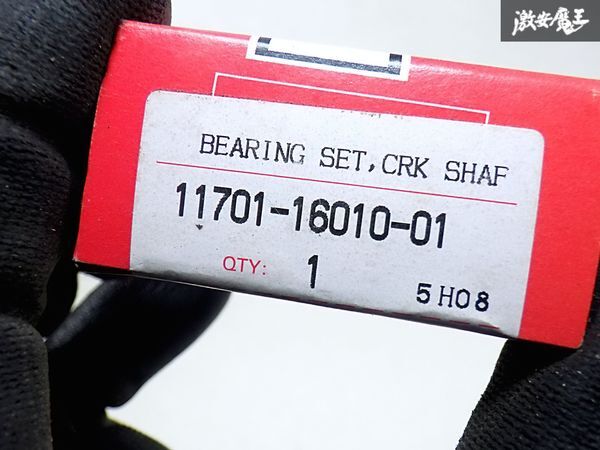 激安魔王
BEARING SET,CRK SHAF
11701-16010-01
QTY: 1
5H08